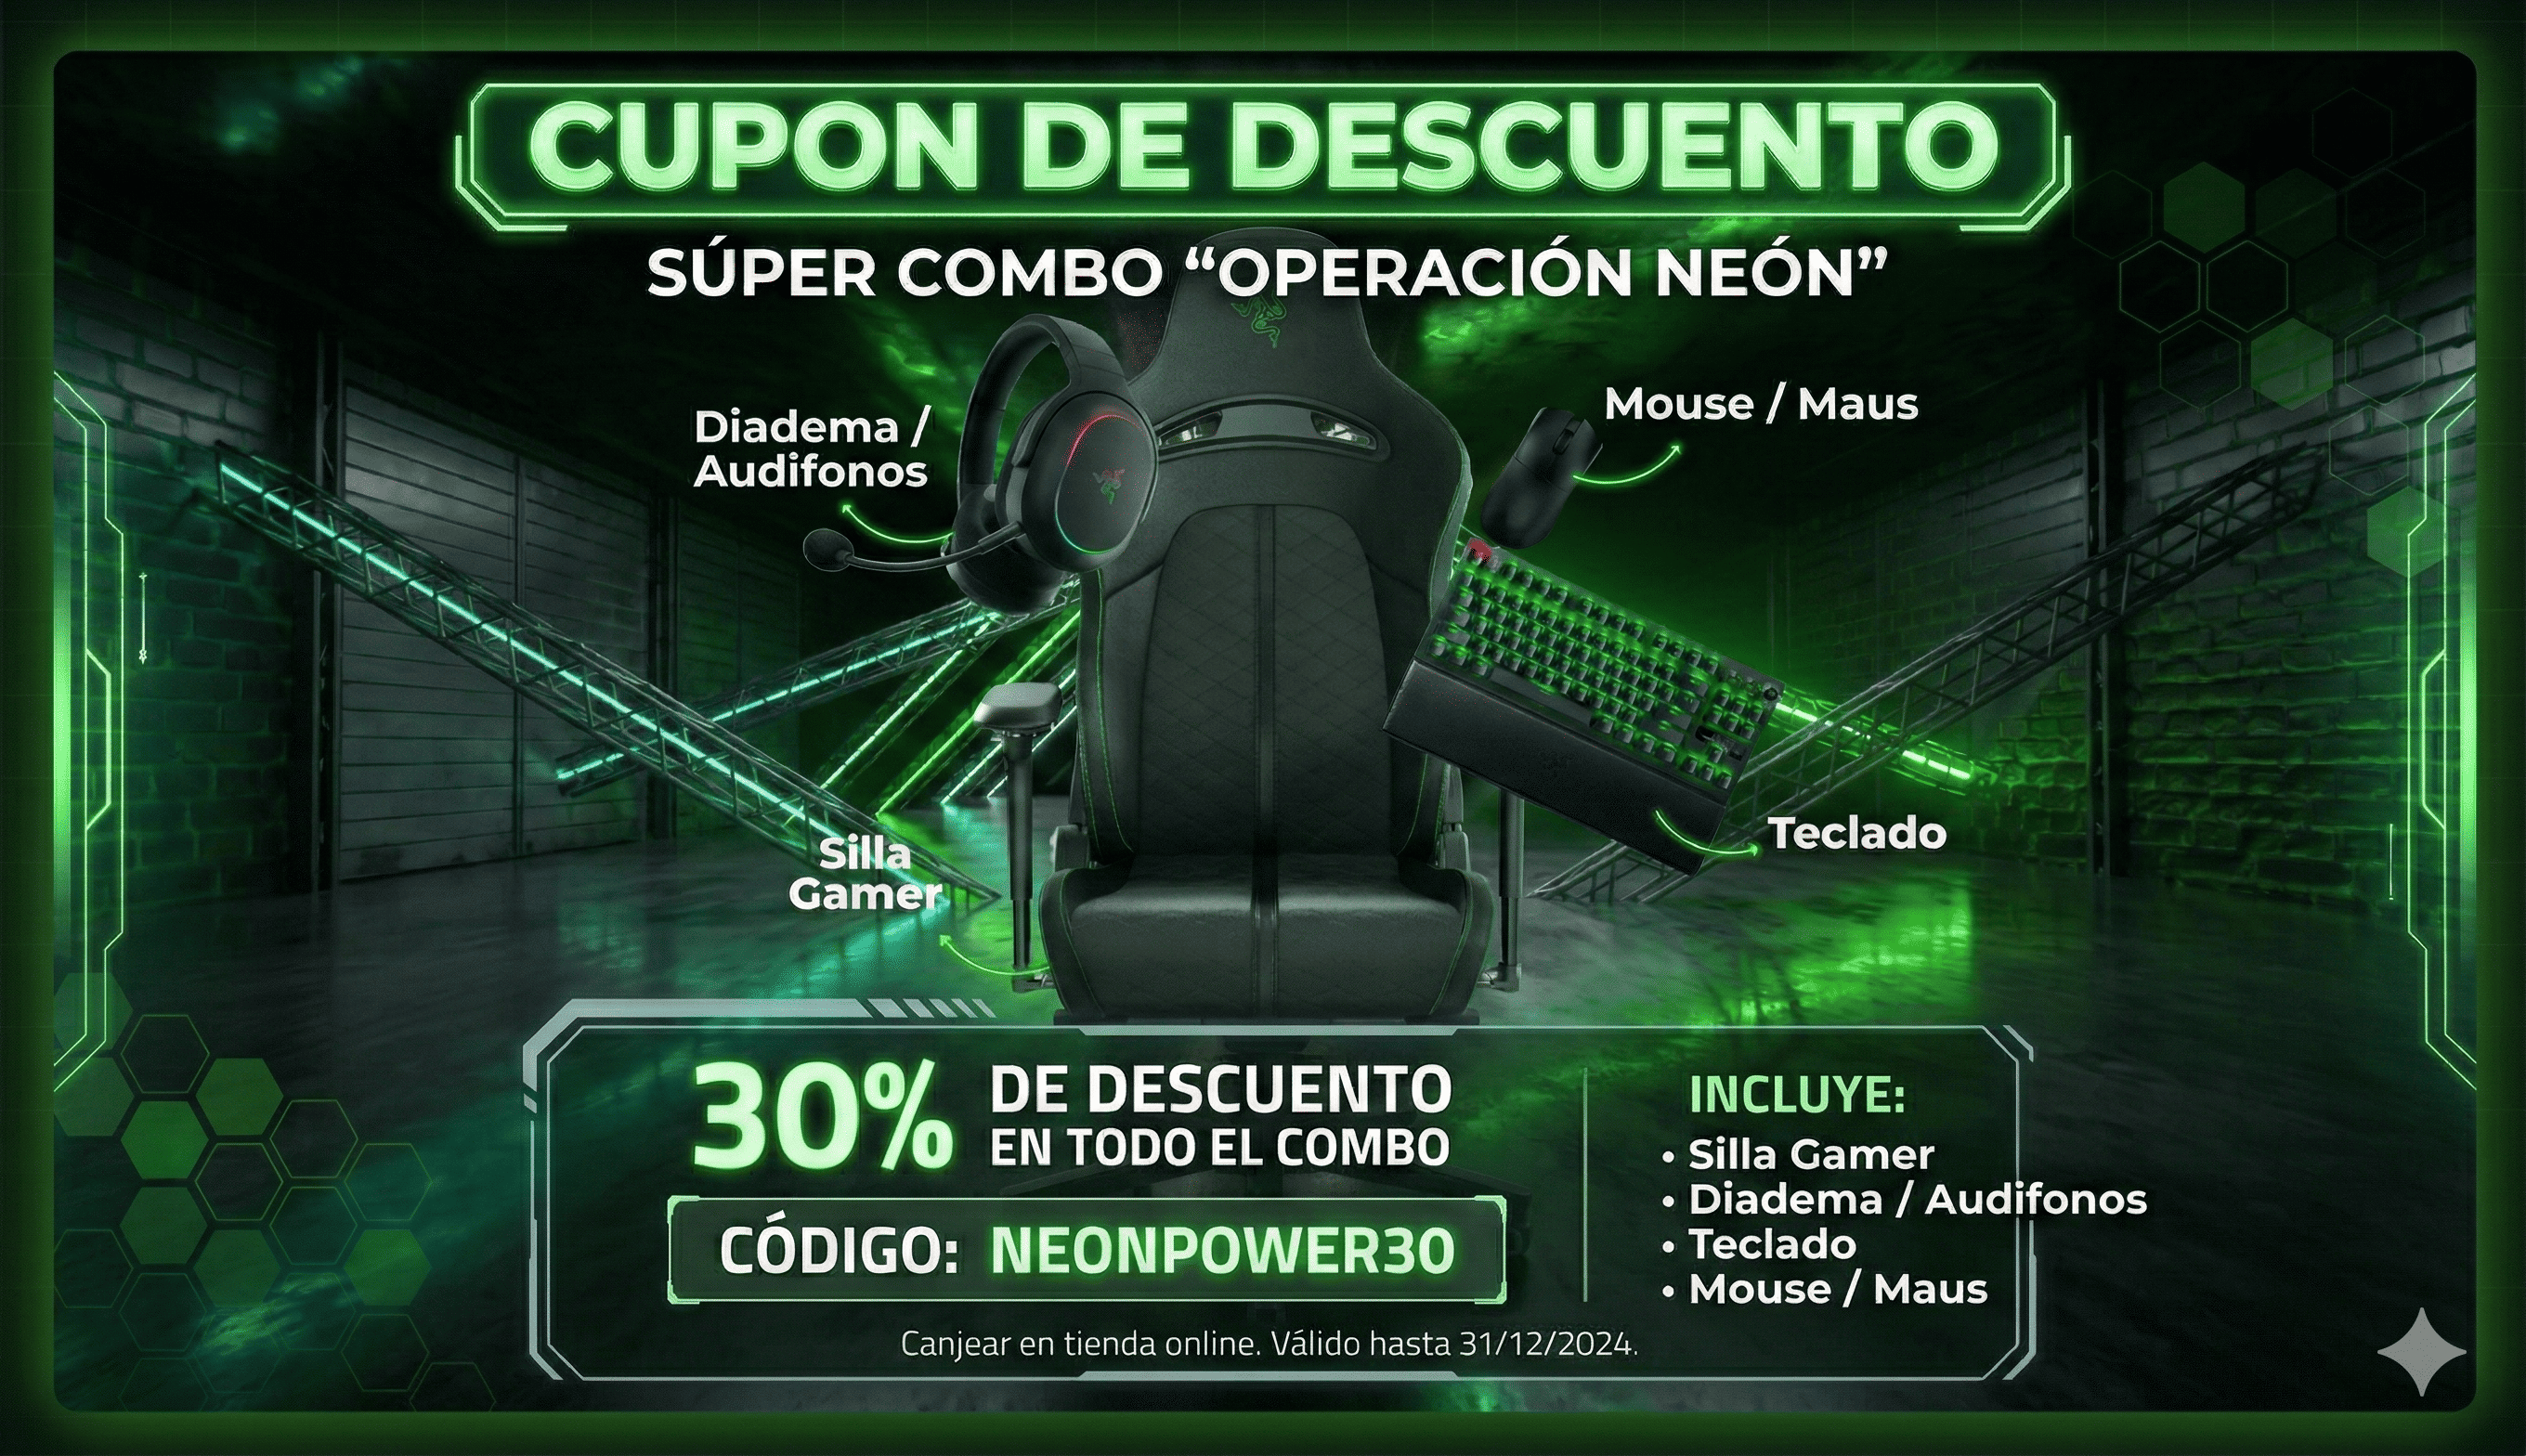 CUPON DE DESCUENTO
SÚPER COMBO “OPERACIÓN NEÓN”
Diadema /
Audifonos
Mouse / Maus
Silla
Gamer
Teclado
30% DE DESCUENTO
EN TODO EL COMBO
CÓDIGO: NEONPOWER30
INCLUYE:
• Silla Gamer
• Diadema / Audifonos
• Teclado
• Mouse / Maus
Canjear en tienda online. Válido hasta 31/12/2024.